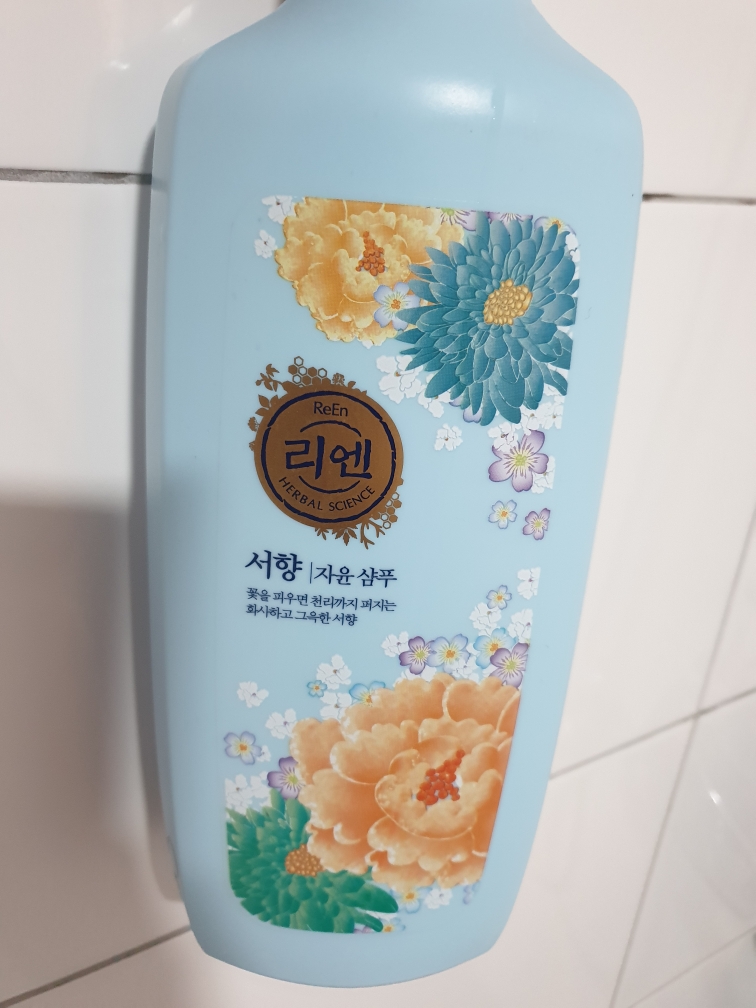 ReEn
리엔
HERBAL SCIENCE
서향 | 자윤 샴푸
꽃을 피우면 천리까지 퍼지는
화사하고 그윽한 서향